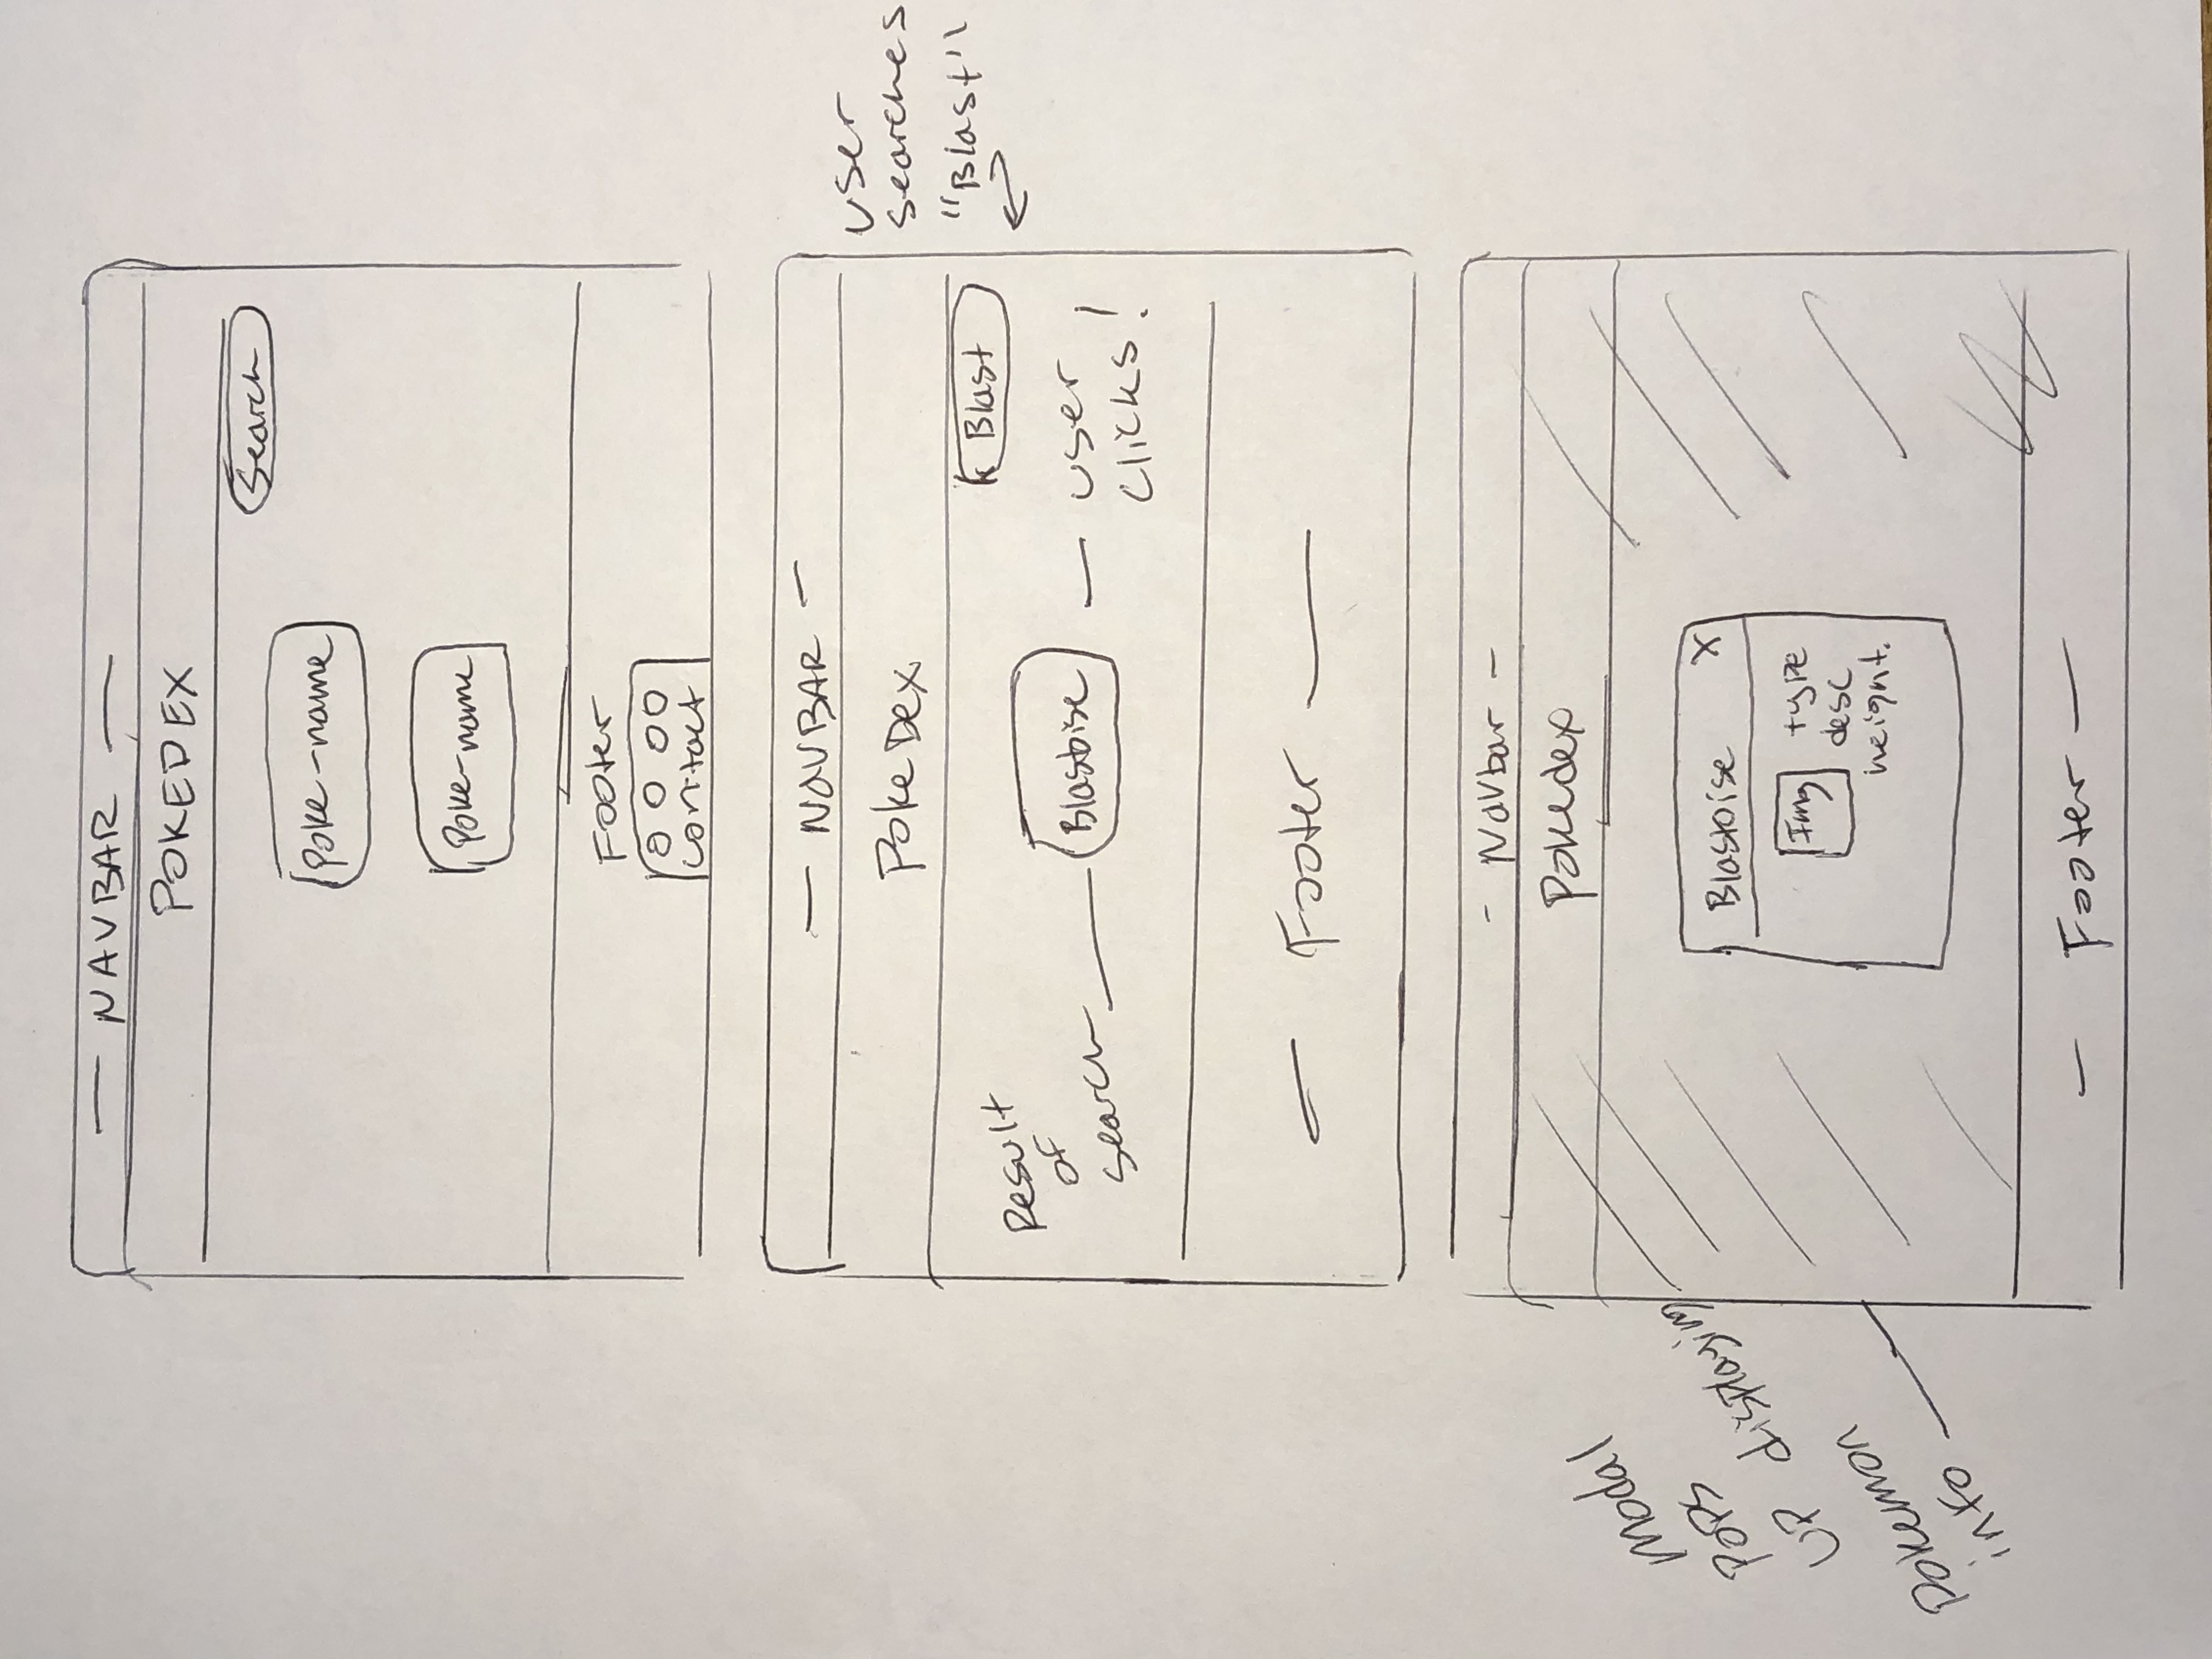 — NAVBAR —
POKEDEX
Search
Poke-name
Poke-name
Footer
contact
— NAVBAR —
PokeDex
user
searches
"Blast"
Blast
Result
of
search
Blastoise
— user
clicks!
— Footer —
- Navbar -
Pokedex
Modal
Pops
UP displaying
Pokemon
info
Blastoise X
Img
type
desc
height.
— Footer —